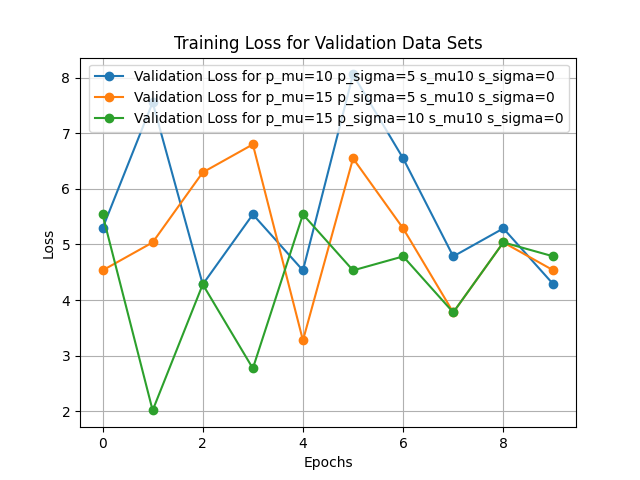 Training Loss for Validation Data Sets
Validation Loss for p_mu=10 p_sigma=5 s_mu10 s_sigma=0
Validation Loss for p_mu=15 p_sigma=5 s_mu10 s_sigma=0
Validation Loss for p_mu=15 p_sigma=10 s_mu10 s_sigma=0
8
7
6
5
4
3
2
Loss
0 2 4 6 8
Epochs